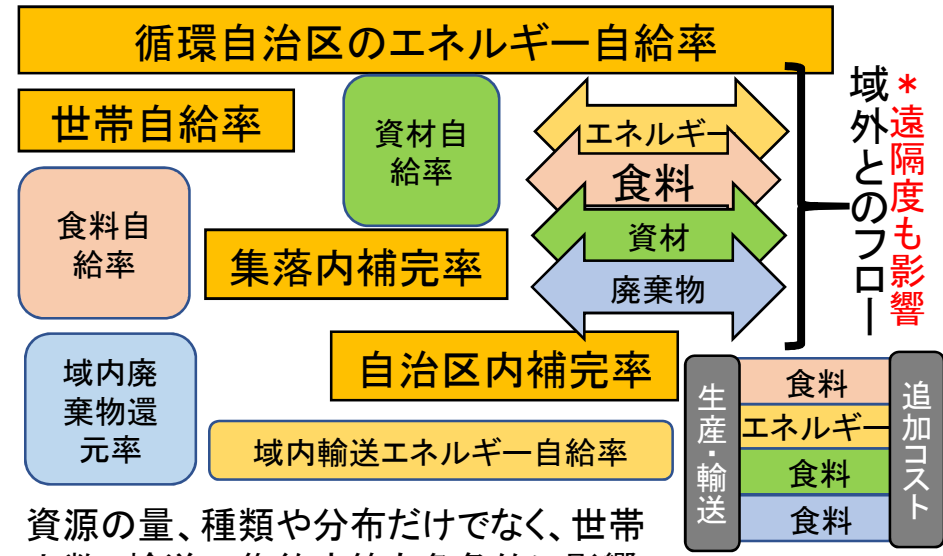 循環自治区のエネルギー自給率
世帯自給率
資材自
給率
食料自
給率
集落内補完率
域内廃
棄物還
元率
自治区内補完率
域内輸送エネルギー自給率
エネルギー
食料
資材
廃棄物
域外とのフロー
*遠隔度も影響
生産・輸送
食料
エネルギー
食料
食料
追加コスト
資源の量、種類や分布だけでなく、世帯